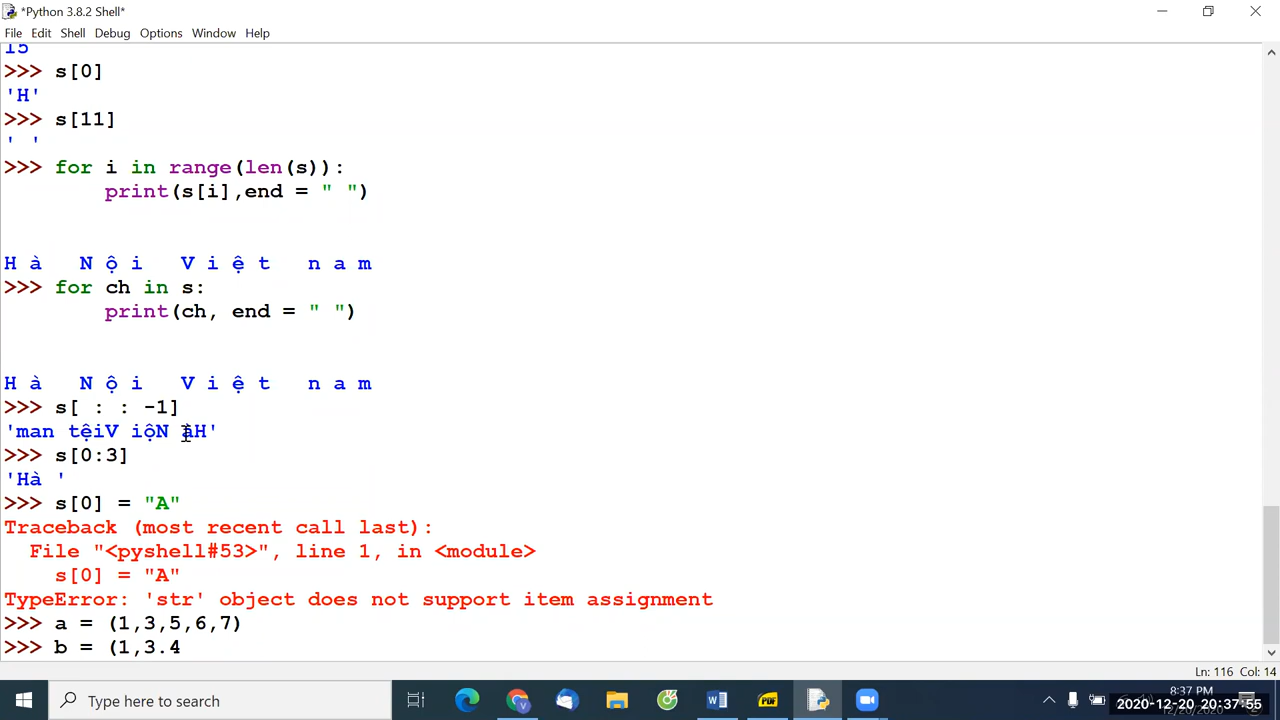 *Python 3.8.2 Shell*
File Edit Shell Debug Options Window Help
15
>>> s[0]
'H'
>>> s[11]
' '
>>> for i in range(len(s)):
        print(s[i],end = " ")
H à   N ộ i   V i ệ t   n a m
>>> for ch in s:
        print(ch, end = " ")
H à   N ộ i   V i ệ t   n a m
>>> s[ : : -1]
'man tệiV iộN àH'
>>> s[0:3]
'Hà '
>>> s[0] = "A"
Traceback (most recent call last):
  File "<pyshell#53>", line 1, in <module>
    s[0] = "A"
TypeError: 'str' object does not support item assignment
>>> a = (1,3,5,6,7)
>>> b = (1,3.4
Ln: 116 Col: 14
Type here to search
PDF
8:37 PM
2020-12-20 20:37:55